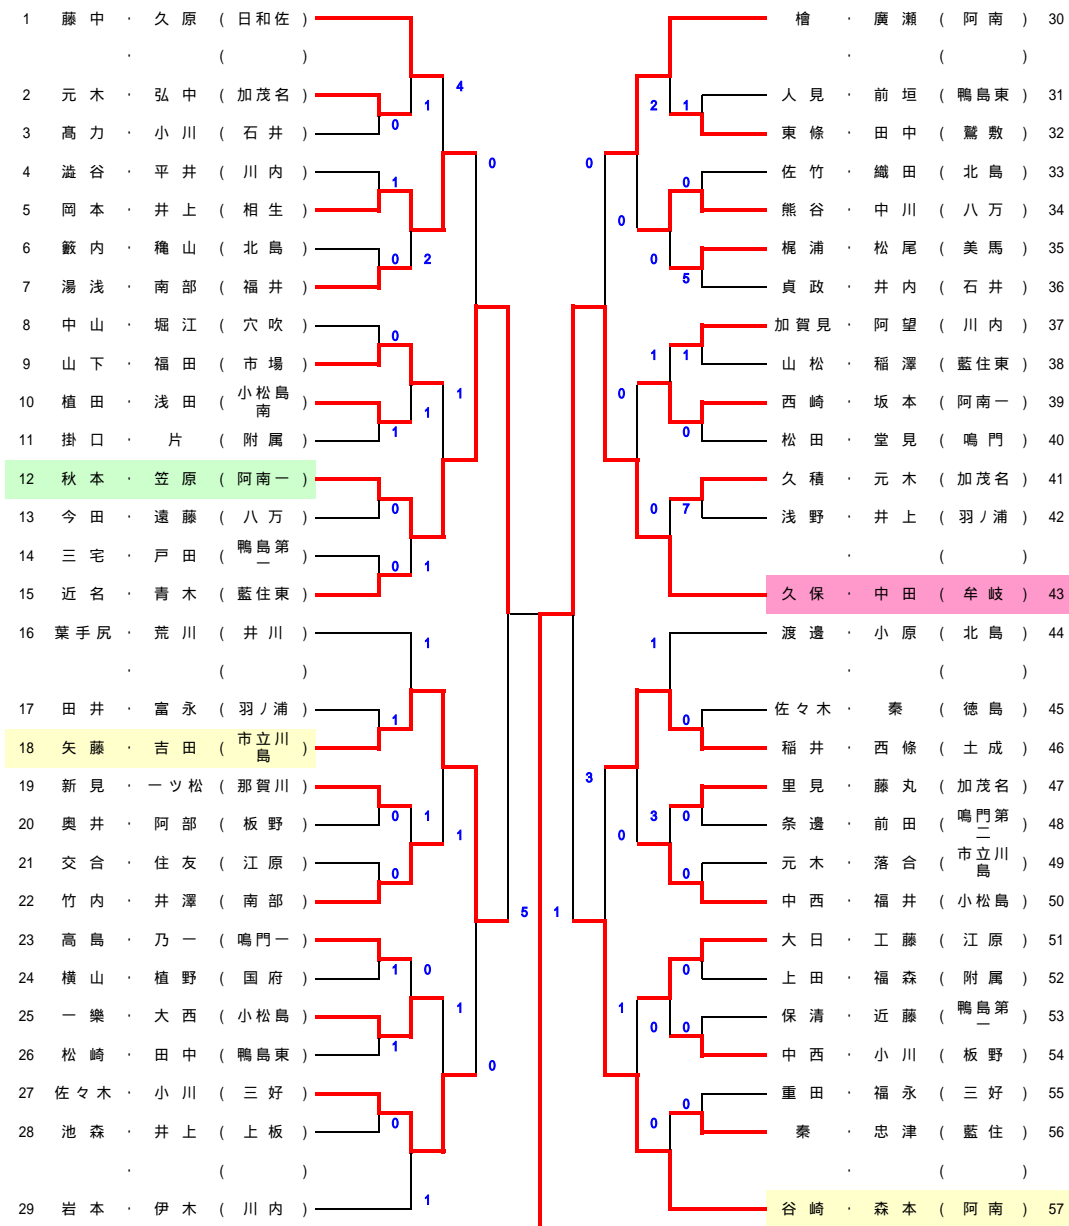 1 藤中・久原 ( 日和佐 )
・ ( )
4
2 元木・弘中 ( 加茂名 )
1
0
3 髙力・小川 ( 石井 )
0
4 澁谷・平井 ( 川内 )
1
5 岡本・井上 ( 相生 )
6 籔内・穐山 ( 北島 )
0 2
7 湯浅・南部 ( 福井 )
8 中山・堀江 ( 穴吹 )
0
9 山下・福田 ( 市場 )
1
10 植田・浅田 ( 小松島南 )
1
1
11 掛口・片 ( 附属 )
12 秋本・笠原 ( 阿南一 )
0
13 今田・遠藤 ( 八万 )
14 三宅・戸田 ( 鴨島第一 )
0 1
15 近名・青木 ( 藍住東 )
16 葉手尻・荒川 ( 井川 )
1
・ ( )
17 田井・富永 ( 羽ノ浦 )
1
18 矢藤・吉田 ( 市立川島 )
19 新見・一ツ松 ( 那賀川 )
0 1
20 奥井・阿部 ( 板野 )
1
21 交合・住友 ( 江原 )
0
22 竹内・井澤 ( 南部 )
5
23 高島・乃一 ( 鳴門一 )
1 0
24 横山・植野 ( 国府 )
1
25 一樂・大西 ( 小松島 )
1
26 松崎・田中 ( 鴨島東 )
0
27 佐々木・小川 ( 三好 )
0
28 池森・井上 ( 上板 )
・ ( )
1
29 岩本・伊木 ( 川内 )
檜・廣瀬 ( 阿南 ) 30
・ ( )
人見・前垣 ( 鴨島東 ) 31
2 1
東條・田中 ( 鷲敷 ) 32
0
佐竹・織田 ( 北島 ) 33
0
熊谷・中川 ( 八万 ) 34
0
梶浦・松尾 ( 美馬 ) 35
0
5
貞政・井内 ( 石井 ) 36
加賀見・阿望 ( 川内 ) 37
1 1
山松・稲澤 ( 藍住東 ) 38
0
西崎・坂本 ( 阿南一 ) 39
0
松田・堂見 ( 鳴門 ) 40
久積・元木 ( 加茂名 ) 41
0 7
浅野・井上 ( 羽ノ浦 ) 42
・ ( )
久保・中田 ( 牟岐 ) 43
渡邊・小原 ( 北島 ) 44
1
・ ( )
佐々木・秦 ( 徳島 ) 45
0
稲井・西條 ( 土成 ) 46
3
里見・藤丸 ( 加茂名 ) 47
3 0
条邊・前田 ( 鳴門第二 ) 48
0
元木・落合 ( 市立川島 ) 49
0
中西・福井 ( 小松島 ) 50
1
大日・工藤 ( 江原 ) 51
0
上田・福森 ( 附属 ) 52
1
保清・近藤 ( 鴨島第一 ) 53
0 0
中西・小川 ( 板野 ) 54
重田・福永 ( 三好 ) 55
0
0
秦・忠津 ( 藍住 ) 56
・ ( )
谷崎・森本 ( 阿南 ) 57